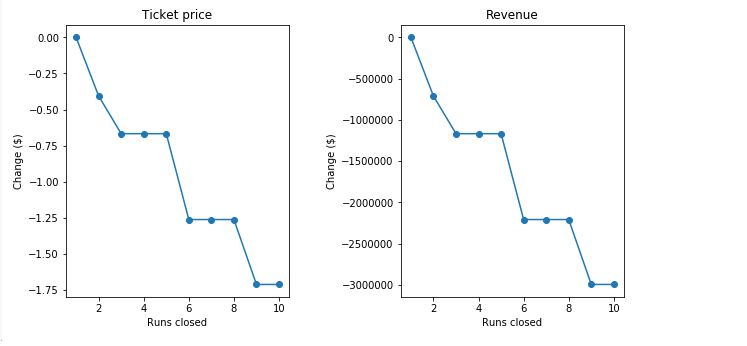 Ticket price
0.00
−0.25
−0.50
−0.75
−1.00
−1.25
−1.50
−1.75
Change ($)
2 4 6 8 10
Runs closed
Revenue
0
−500000
−1000000
−1500000
−2000000
−2500000
−3000000
Change ($)
2 4 6 8 10
Runs closed